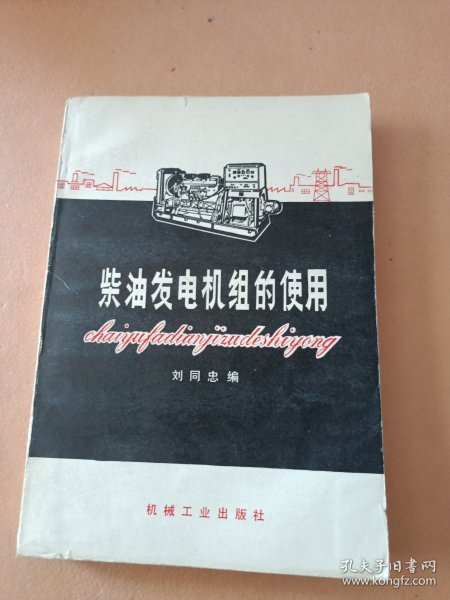 柴油发电机组的使用
chaiyufadianjizudeshiyong
刘同忠编
机械工业出版社
孔夫子旧书网
www.kongfz.com